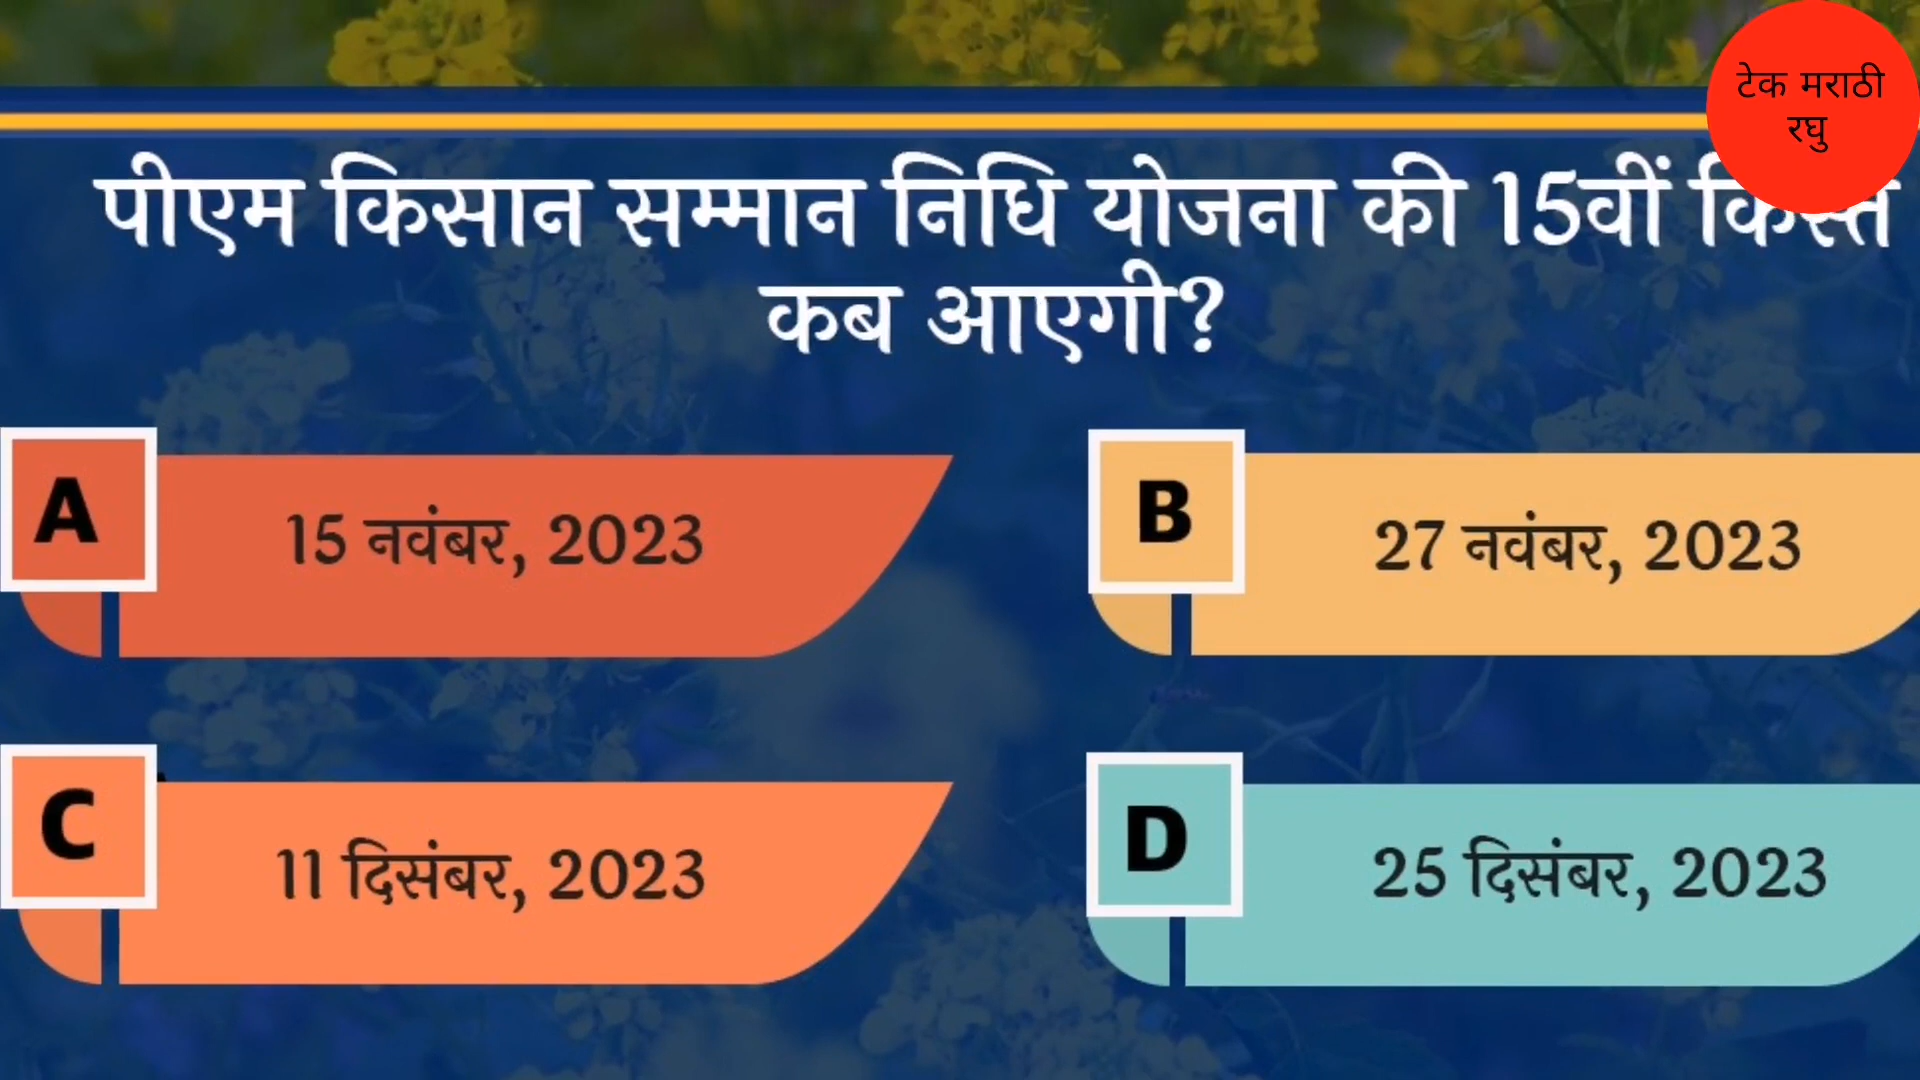 टेक मराठी
रघु
पीएम किसान सम्मान निधि योजना की 15वीं किस्त
कब आएगी?
A
15 नवंबर, 2023
B
27 नवंबर, 2023
C
11 दिसंबर, 2023
D
25 दिसंबर, 2023